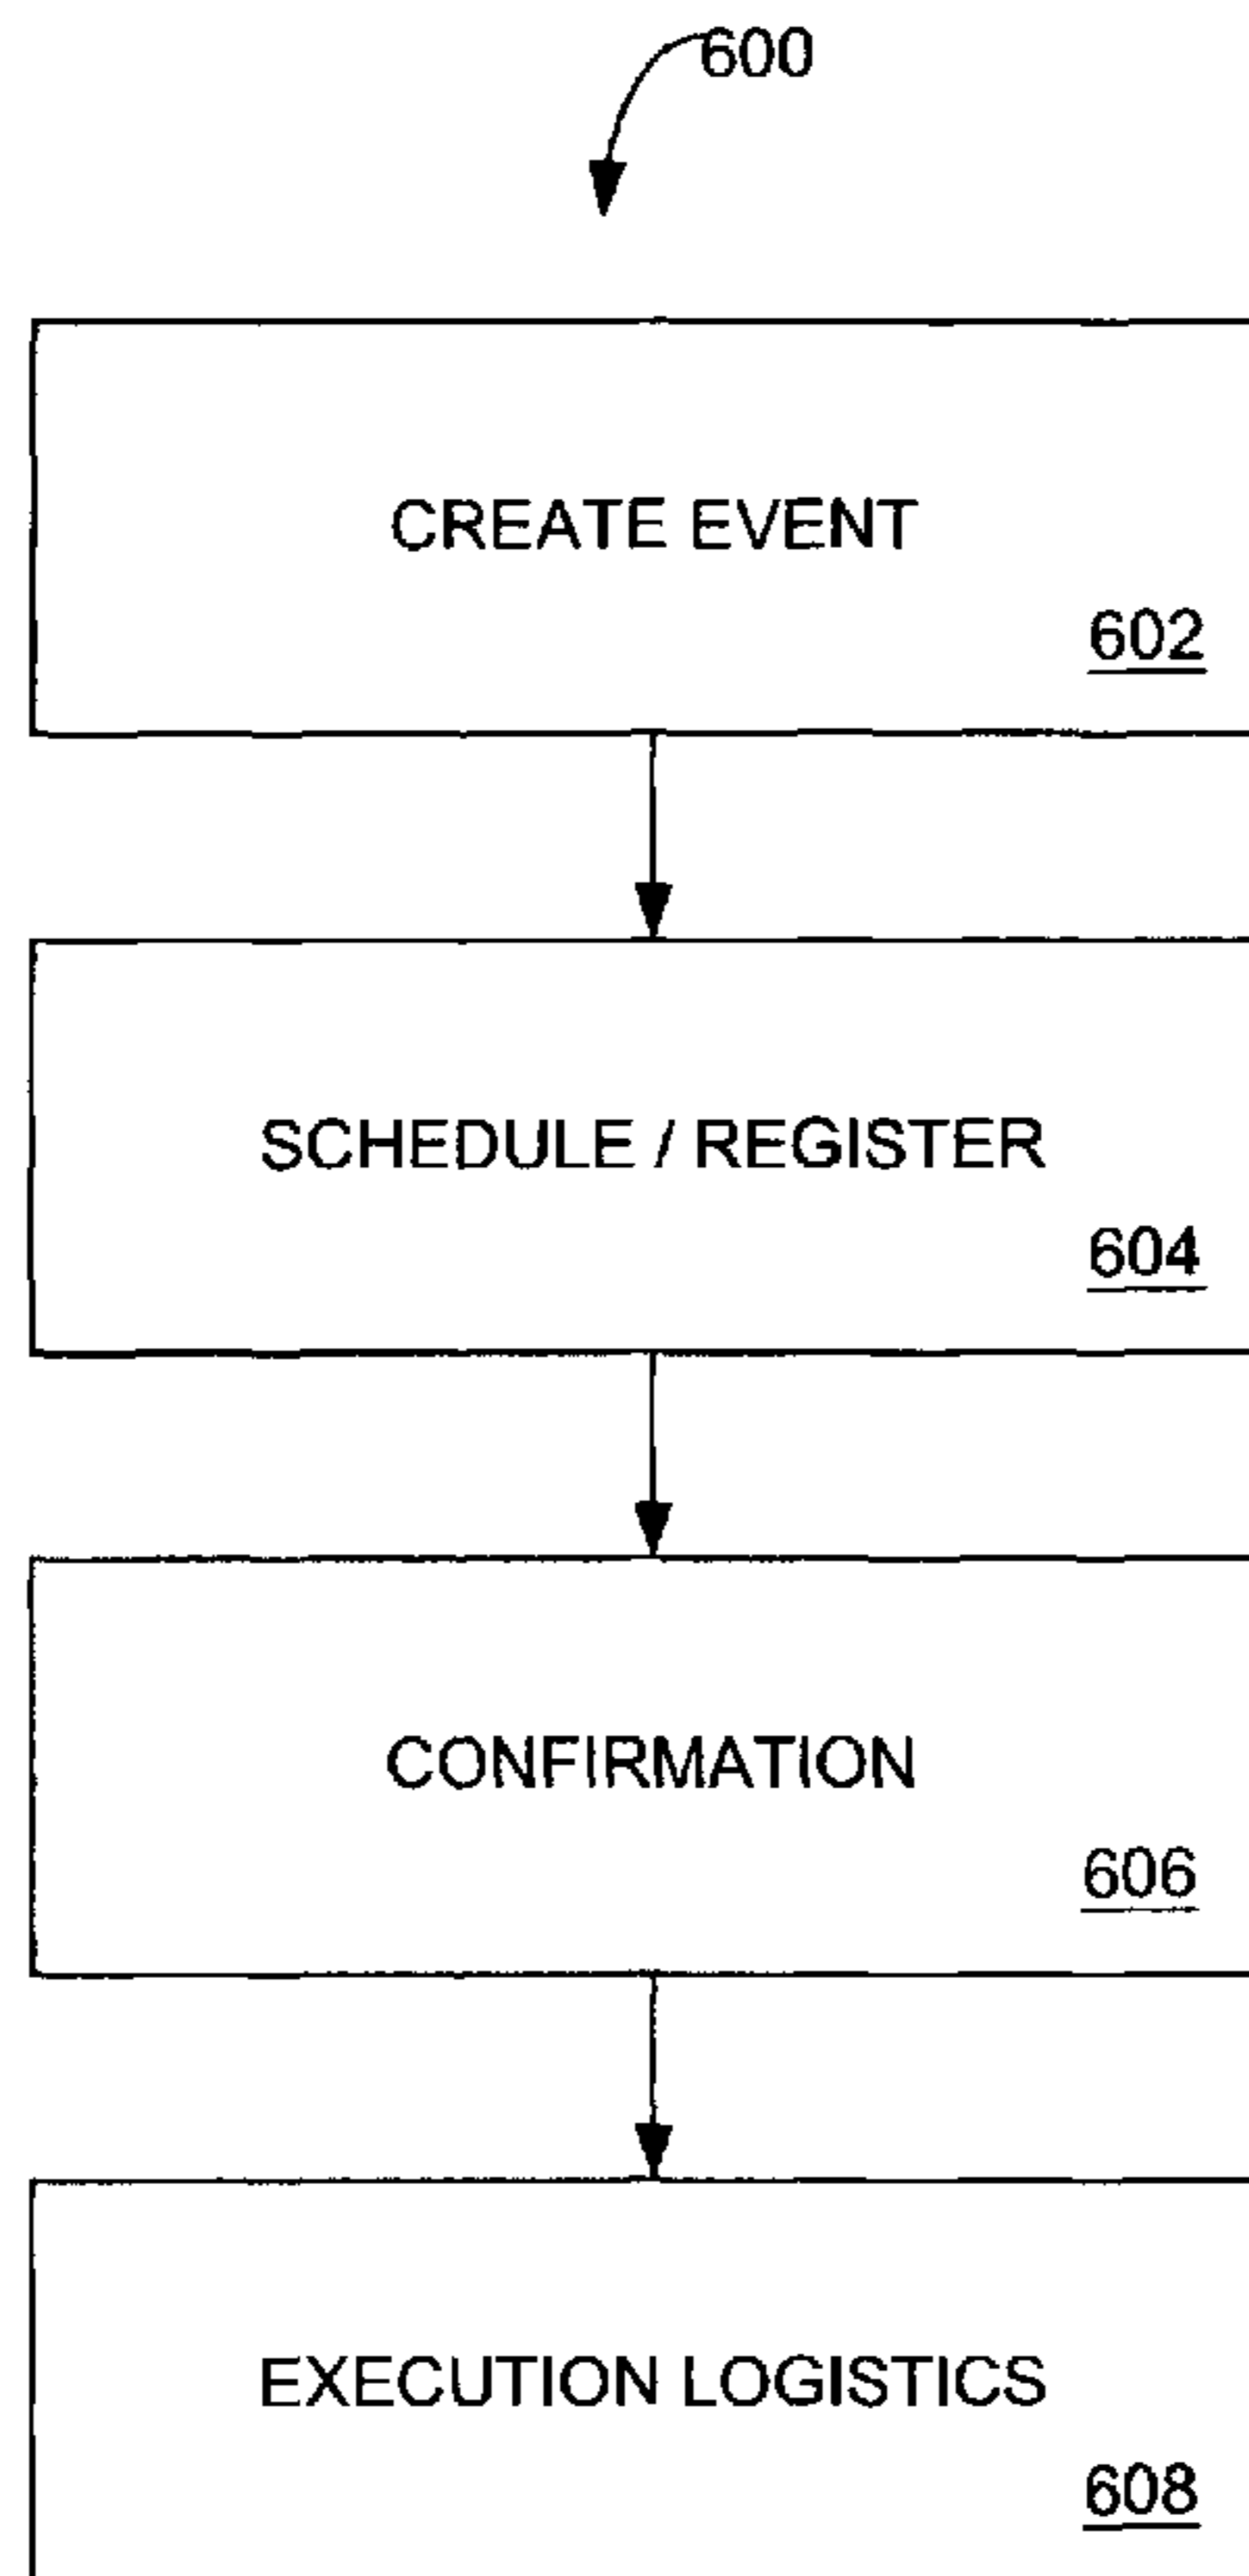 600
CREATE EVENT
602
SCHEDULE / REGISTER
604
CONFIRMATION
606
EXECUTION LOGISTICS
608